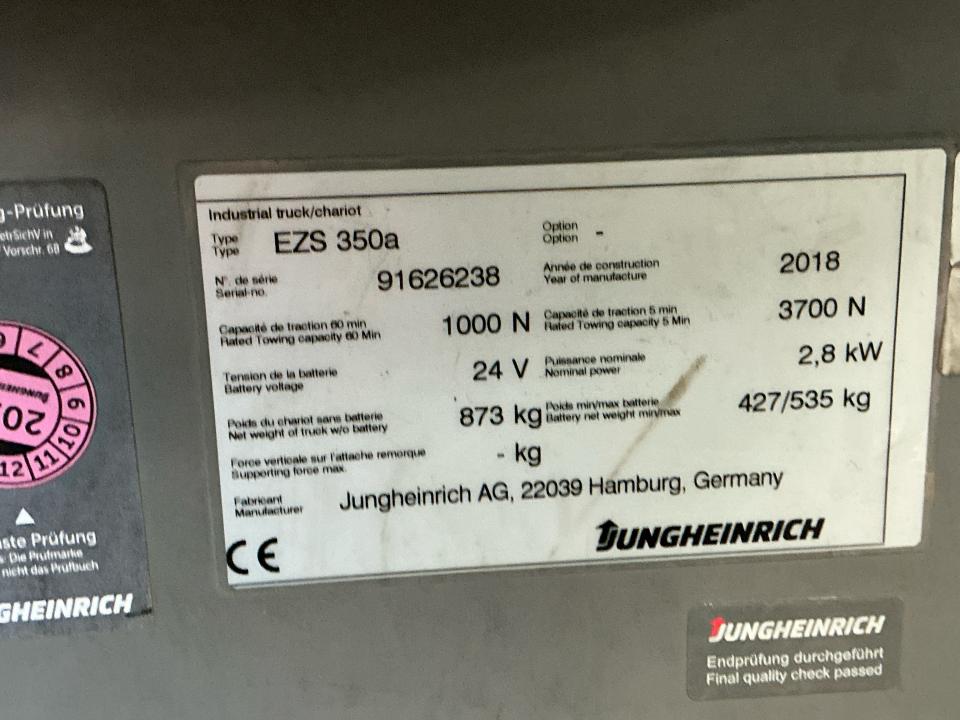 g-Prüfung
etrSichV in
Vorschr. 68
7 8 9 10 11 12
JUNGHEINRICH
ste Prüfung
Die Prüfmarke
nicht das Prüfbuch
GHEINRICH
Industrial truck/chariot
Type
Type
EZS 350a
Option
Option
-
N°. de série
Serial-no.
91626238
Année de construction
Year of manufacture
2018
Capacité de traction 60 min
Rated Towing capacity 60 Min
1000 N
Capacité de traction 5 min
Rated Towing capacity 5 Min
3700 N
Tension de la batterie
Battery voltage
24 V
Puissance nominale
Nominal power
2,8 kW
Poids du chariot sans batterie
Net weight of truck w/o battery
873 kg
Poids min/max batterie
Battery net weight min/max
427/535 kg
Force verticale sur l'attache remorque
Supporting force max.
- kg
Fabricant
Manufacturer
Jungheinrich AG, 22039 Hamburg, Germany
CE
JUNGHEINRICH
JUNGHEINRICH
Endprüfung durchgeführt
Final quality check passed